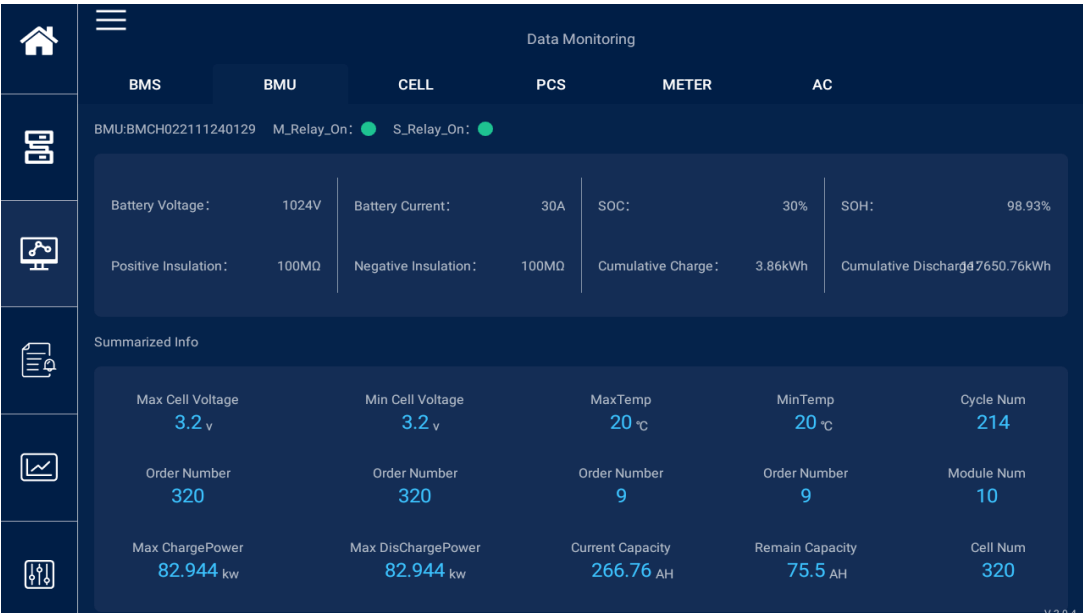 Data Monitoring
BMS BMU CELL PCS METER AC
BMU:BMCH022111240129 M_Relay_On: S_Relay_On:
Battery Voltage: 1024V Battery Current: 30A SOC: 30% SOH: 98.93%
Positive Insulation: 100MΩ Negative Insulation: 100MΩ Cumulative Charge: 3.86kWh Cumulative Discharge: 117650.76kWh
Summarized Info
Max Cell Voltage Min Cell Voltage MaxTemp MinTemp Cycle Num
3.2 v 3.2 v 20 ℃ 20 ℃ 214
Order Number Order Number Order Number Order Number Module Num
320 320 9 9 10
Max ChargePower Max DisChargePower Current Capacity Remain Capacity Cell Num
82.944 kw 82.944 kw 266.76 AH 75.5 AH 320